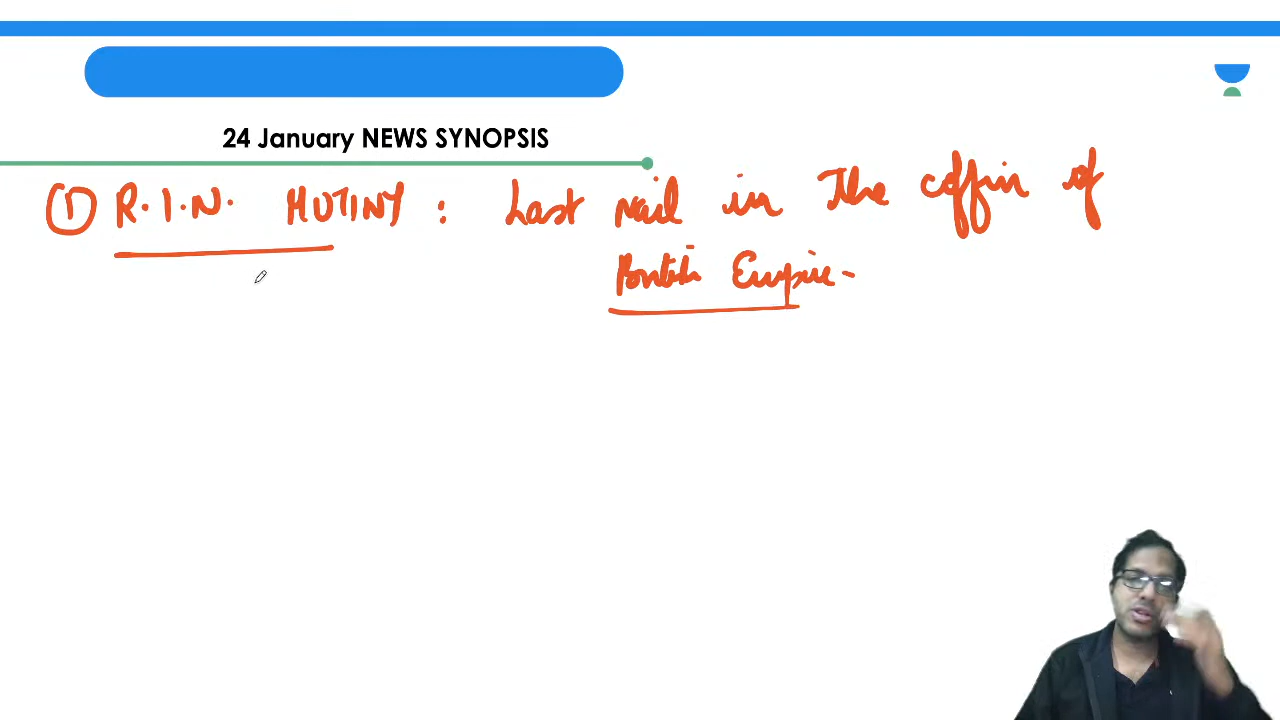 24 January NEWS SYNOPSIS
① R.I.N. MUTINY : Last nail in The coffin of
British Empire-